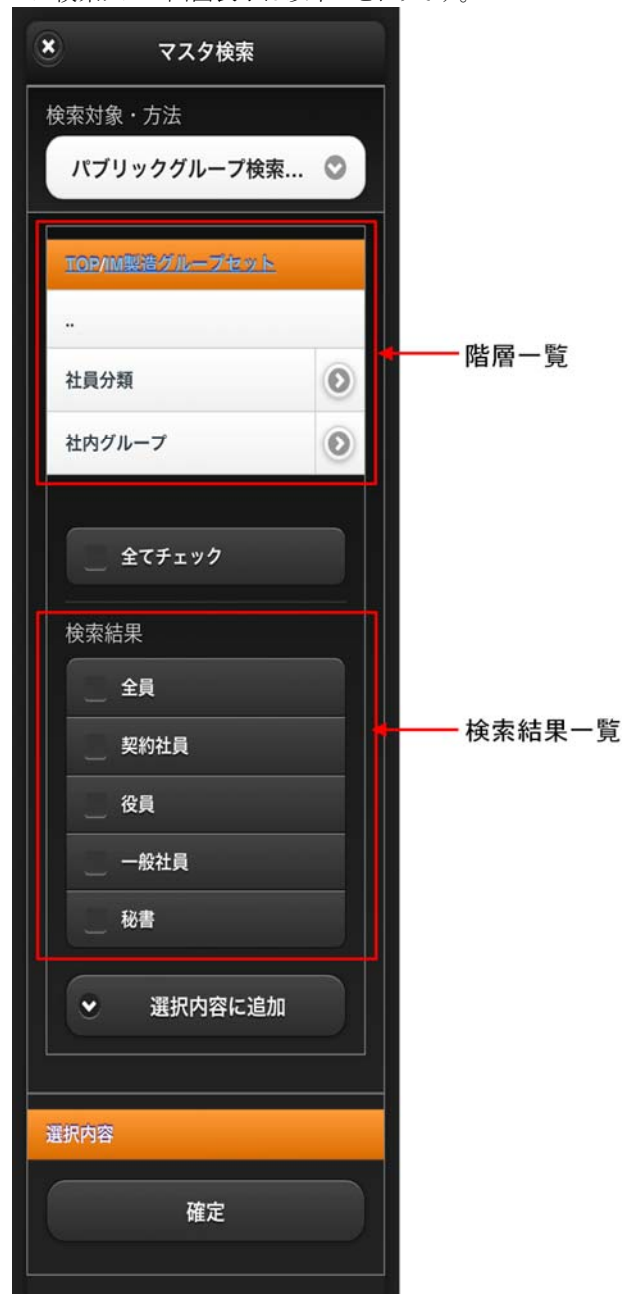 マスタ検索
検索対象・方法
パブリックグループ検索...
TOP/IM製造グループセット
..
階層一覧
社員分類
社内グループ
全てチェック
検索結果
全員
検索結果一覧
契約社員
役員
一般社員
秘書
選択内容に追加
選択内容
確定